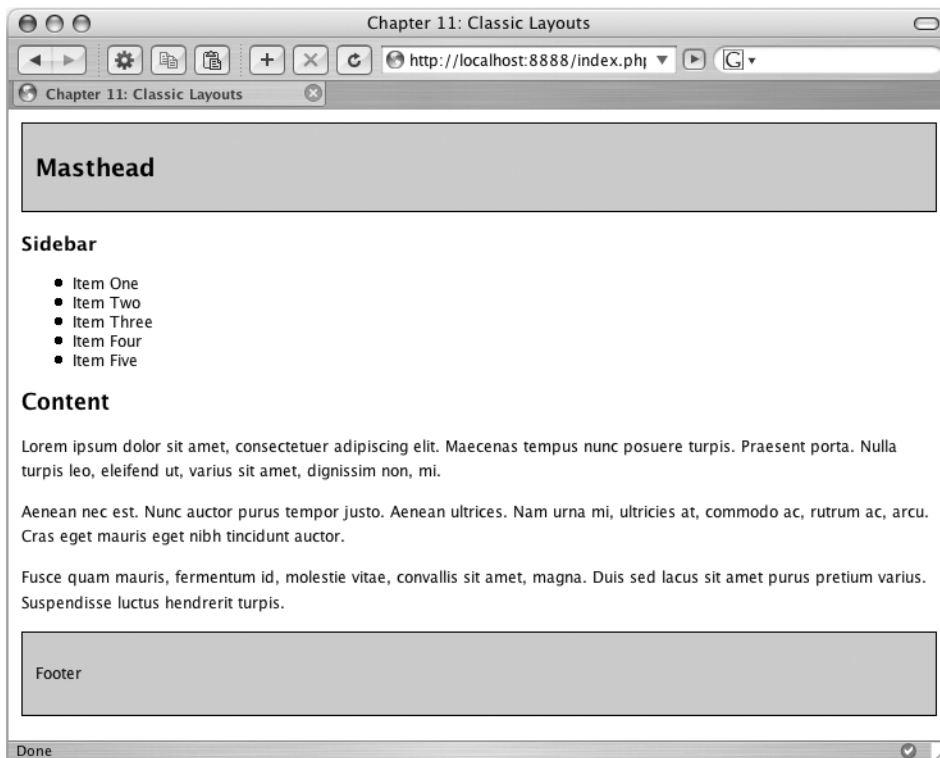 Chapter 11: Classic Layouts
http://localhost:8888/index.ph
G
Chapter 11: Classic Layouts
Masthead
Sidebar
Item One
Item Two
Item Three
Item Four
Item Five
Content
Lorem ipsum dolor sit amet, consectetuer adipiscing elit. Maecenas tempus nunc posuere turpis. Praesent porta. Nulla
turpis leo, eleifend ut, varius sit amet, dignissim non, mi.
Aenean nec est. Nunc auctor purus tempor justo. Aenean ultrices. Nam urna mi, ultricies at, commodo ac, rutrum ac, arcu.
Cras eget mauris eget nibh tincidunt auctor.
Fusce quam mauris, fermentum id, molestie vitae, convallis sit amet, magna. Duis sed lacus sit amet purus pretium varius.
Suspendisse luctus hendrerit turpis.
Footer
Done